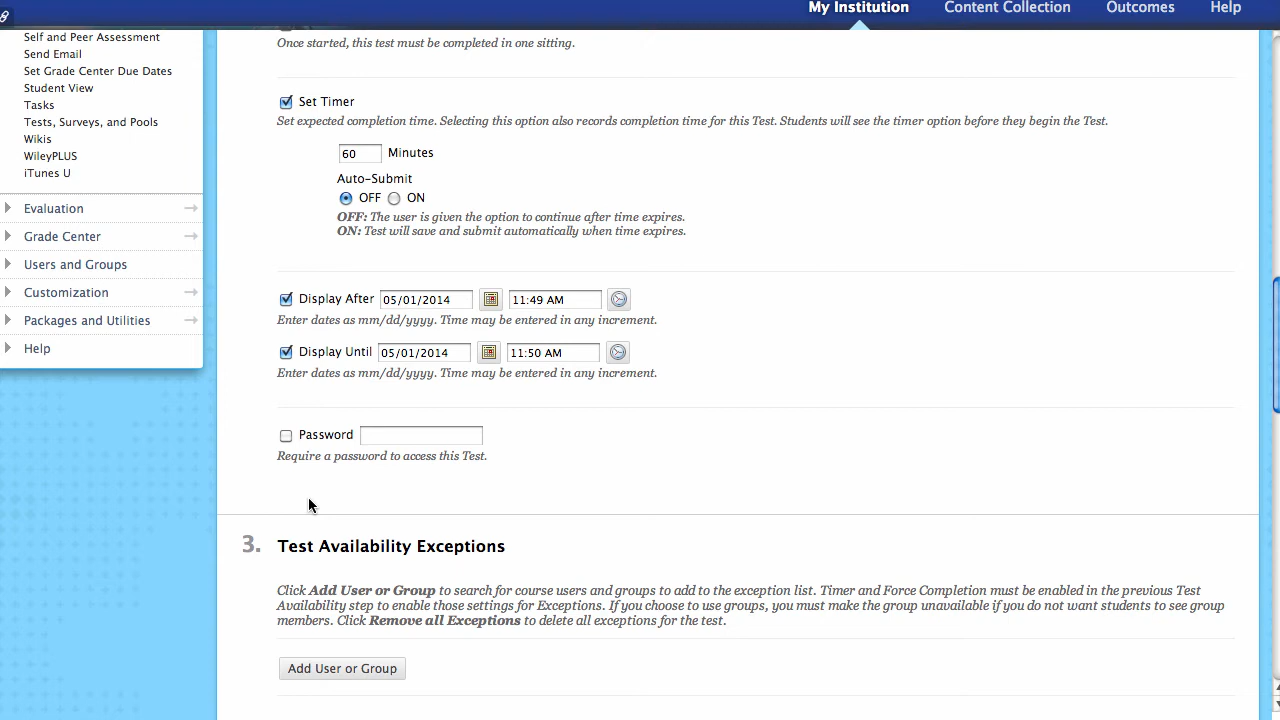 My Institution Content Collection Outcomes Help
Self and Peer Assessment
Send Email
Set Grade Center Due Dates
Student View
Tasks
Tests, Surveys, and Pools
Wikis
WileyPLUS
iTunes U
Evaluation
Grade Center
Users and Groups
Customization
Packages and Utilities
Help
Once started, this test must be completed in one sitting.
Set Timer
Set expected completion time. Selecting this option also records completion time for this Test. Students will see the timer option before they begin the Test.
60 Minutes
Auto-Submit
OFF ON
OFF: The user is given the option to continue after time expires.
ON: Test will save and submit automatically when time expires.
Display After 05/01/2014 11:49 AM
Enter dates as mm/dd/yyyy. Time may be entered in any increment.
Display Until 05/01/2014 11:50 AM
Enter dates as mm/dd/yyyy. Time may be entered in any increment.
Password
Require a password to access this Test.
3. Test Availability Exceptions
Click Add User or Group to search for course users and groups to add to the exception list. Timer and Force Completion must be enabled in the previous Test
Availability step to enable those settings for Exceptions. If you choose to use groups, you must make the group unavailable if you do not want students to see group
members. Click Remove all Exceptions to delete all exceptions for the test.
Add User or Group